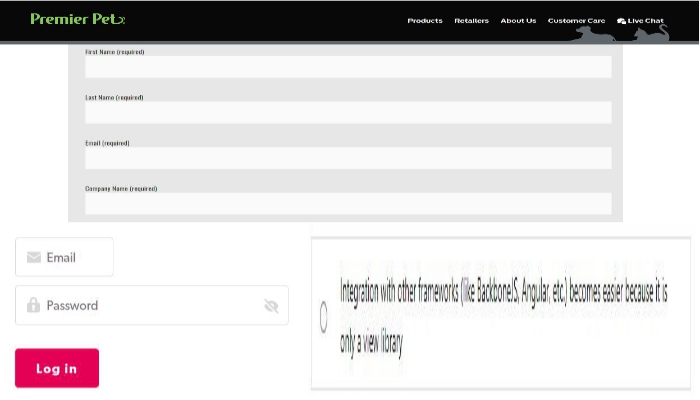 Premier Pet
Products Retailers About Us Customer Care Live Chat
First Name (required)
Last Name (required)
Email (required)
Company Name (required)
Email
Password
Log in
Integration with other frameworks (like BackboneJS, Angular, etc.) becomes easier because it is
only a view library